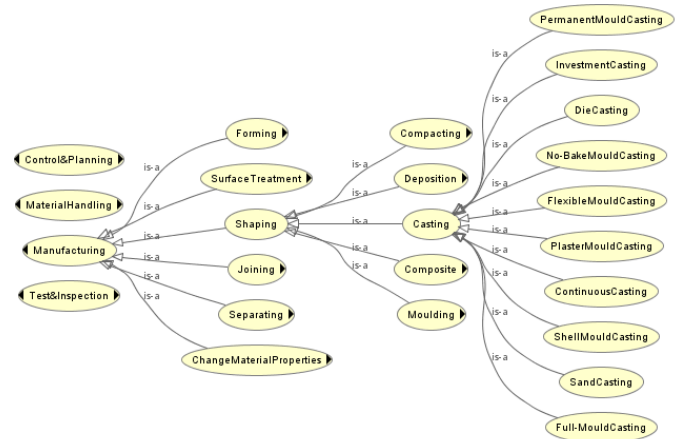 Control&Planning
MaterialHandling
Manufacturing
Test&Inspection
is-a
is-a
is-a
is-a
is-a
is-a
Forming
SurfaceTreatment
Shaping
Joining
Separating
ChangeMaterialProperties
is-a
is-a
is-a
is-a
is-a
Compacting
Deposition
Casting
Composite
Moulding
is-a
is-a
is-a
is-a
is-a
is-a
is-a
is-a
is-a
is-a
PermanentMouldCasting
InvestmentCasting
DieCasting
No-BakeMouldCasting
FlexibleMouldCasting
PlasterMouldCasting
ContinuousCasting
ShellMouldCasting
SandCasting
Full-MouldCasting